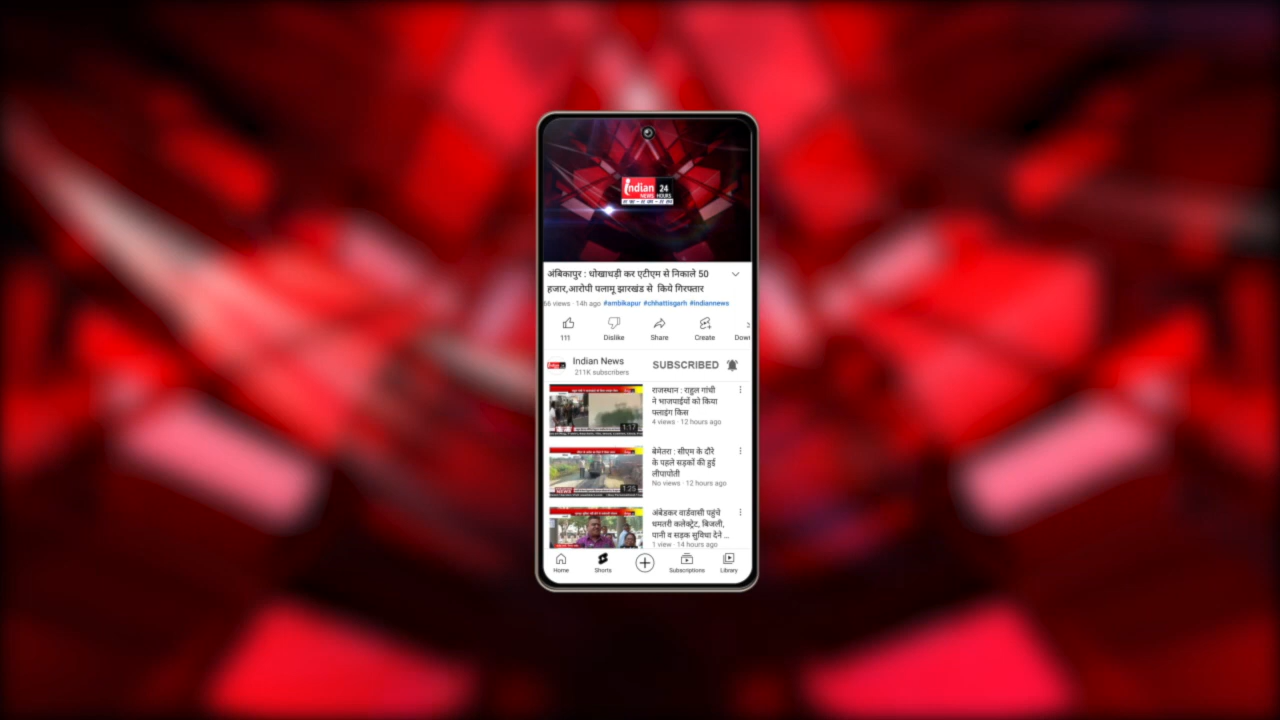 indian 24
NEWS HOURS
अंबिकापुर : धोखाधड़ी कर एटीएम से निकाले 50
हजार,आरोपी पलामू झारखंड से किये गिरफ्तार
66 views · 14h ago #ambikapur #chhattisgarh #indiannews
111 Dislike Share Create
Indian News
211K subscribers
SUBSCRIBED
राजस्थान : राहुल गांधी
ने भाजपाईयों को किया
फ्लाइंग किस
4 views · 12 hours ago
1:17
बेमेतरा : सीएम के दौरे
के पहले सड़कों की हुई
लीपापोती
No views · 12 hours ago
1:25
अंबेडकर वार्डवासी पहुंचे
धमतरी कलेक्ट्रेट, बिजली,
पानी व सड़क सुविधा देने ...
1 view · 14 hours ago
Home Shorts Subscriptions Library